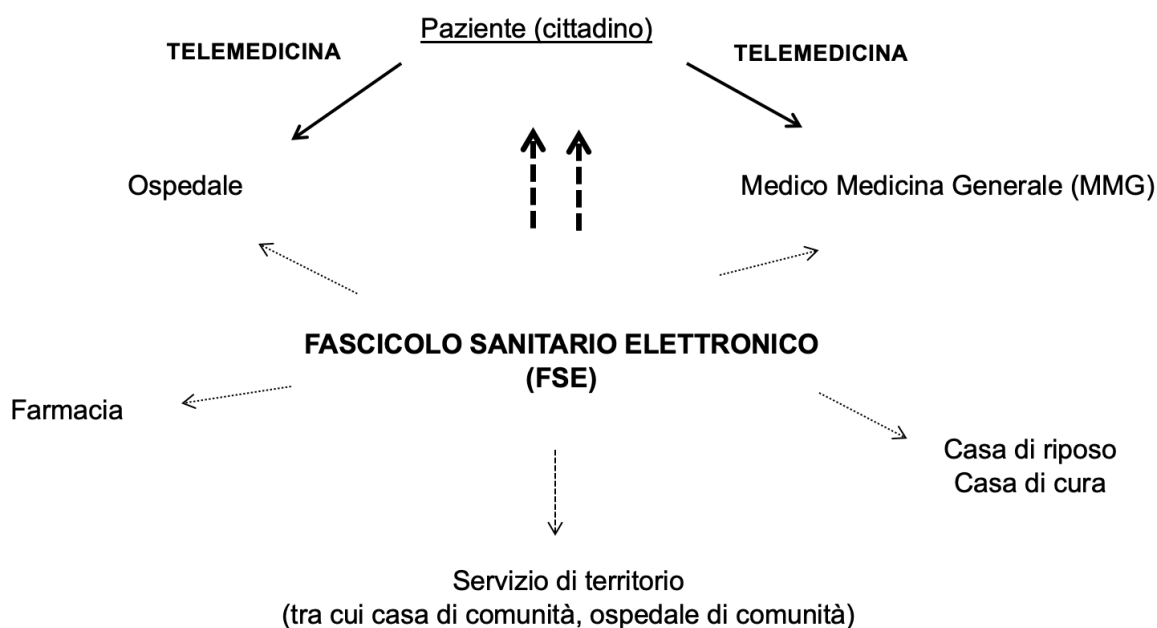 Paziente (cittadino)
TELEMEDICINA
TELEMEDICINA
Ospedale
Medico Medicina Generale (MMG)
FASCICOLO SANITARIO ELETTRONICO
(FSE)
Farmacia
Casa di riposo
Casa di cura
Servizio di territorio
(tra cui casa di comunità, ospedale di comunità)